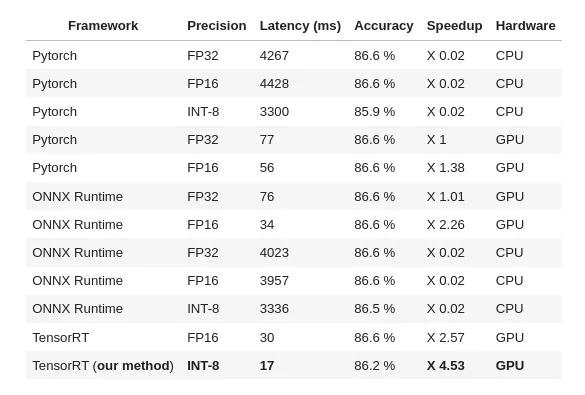 Framework Precision Latency (ms) Accuracy Speedup Hardware
Pytorch FP32 4267 86.6 % X 0.02 CPU
Pytorch FP16 4428 86.6 % X 0.02 CPU
Pytorch INT-8 3300 85.9 % X 0.02 CPU
Pytorch FP32 77 86.6 % X 1 GPU
Pytorch FP16 56 86.6 % X 1.38 GPU
ONNX Runtime FP32 76 86.6 % X 1.01 GPU
ONNX Runtime FP16 34 86.6 % X 2.26 GPU
ONNX Runtime FP32 4023 86.6 % X 0.02 CPU
ONNX Runtime FP16 3957 86.6 % X 0.02 CPU
ONNX Runtime INT-8 3336 86.5 % X 0.02 CPU
TensorRT FP16 30 86.6 % X 2.57 GPU
TensorRT (our method) INT-8 17 86.2 % X 4.53 GPU